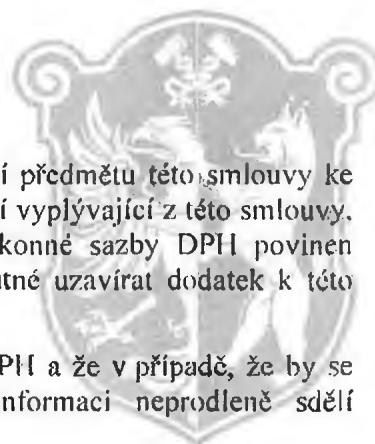 í předmětu této smlouvy ke
í vyplývající z této smlouvy.
konné sazby DPH povinen
utné uzavírat dodatek k této
PH a že v případě, že by se
nformaci neprodleně sdělí